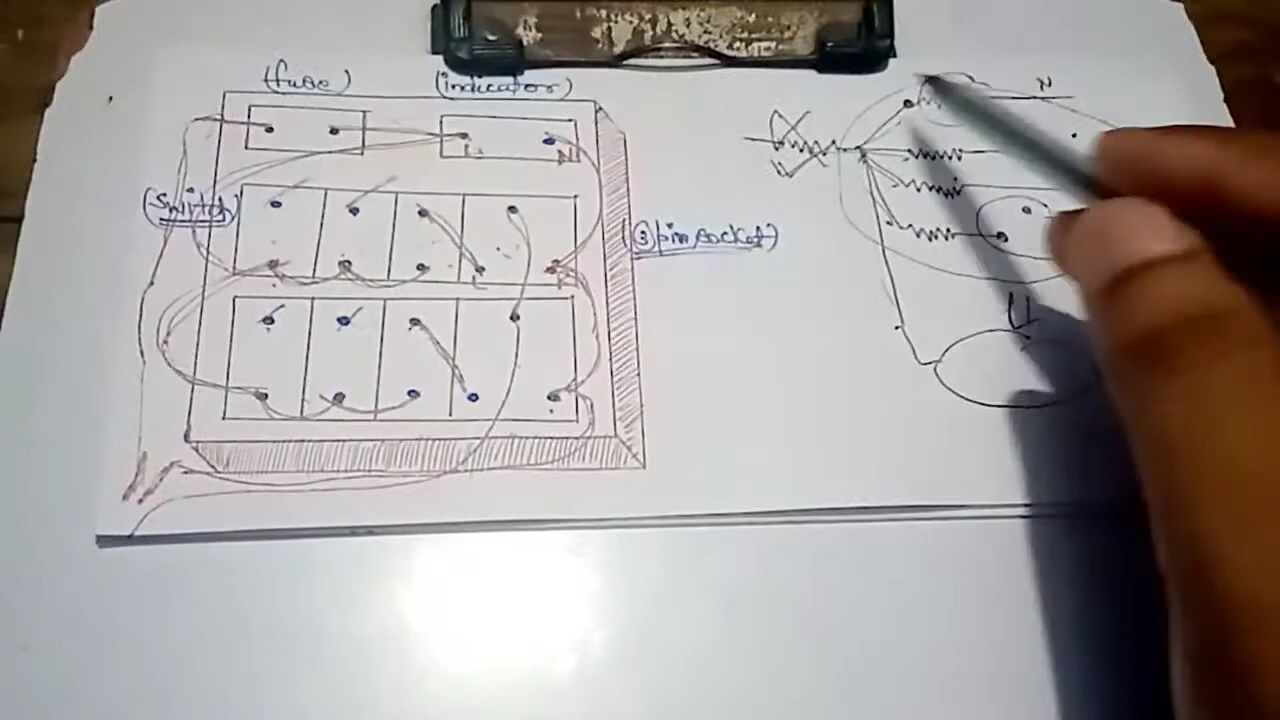 (fuse)
(indicator)
N
L
N
(Switch)
(3) pin socket)
L